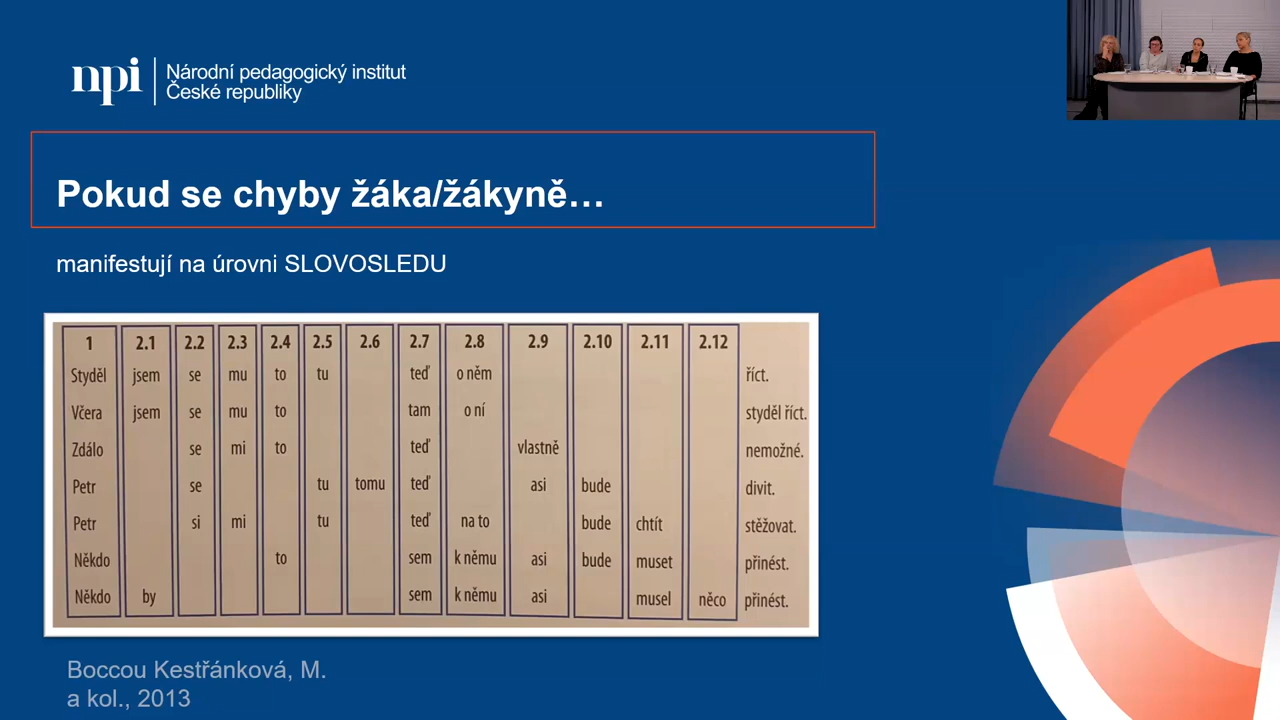 npi
Národní pedagogický institut
České republiky
Pokud se chyby žáka/žákyně…
manifestují na úrovni SLOVOSLEDU
1 2.1 2.2 2.3 2.4 2.5 2.6 2.7 2.8 2.9 2.10 2.11 2.12
Styděl jsem se mu to tu teď o něm říct.
Včera jsem se mu to tam o ní styděl říct.
Zdálo se mi to teď vlastně nemožné.
Petr se tu tomu teď asi bude divit.
Petr si mi tu teď na to bude chtít stěžovat.
Někdo to sem k němu asi bude muset přinést.
Někdo by sem k němu asi musel něco přinést.
Boccou Kestřánková, M.
a kol., 2013